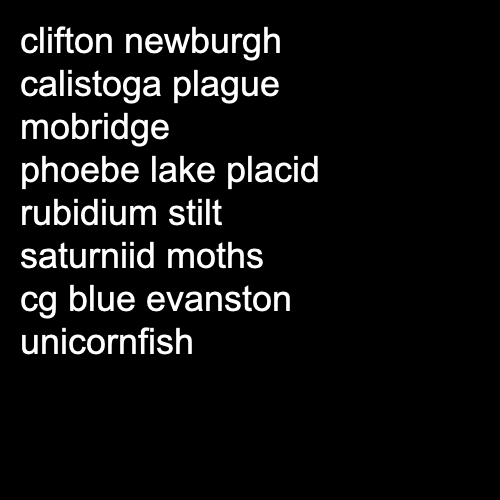 clifton newburgh
calistoga plague
mobridge
phoebe lake placid
rubidium stilt
saturniid moths
cg blue evanston
unicornfish